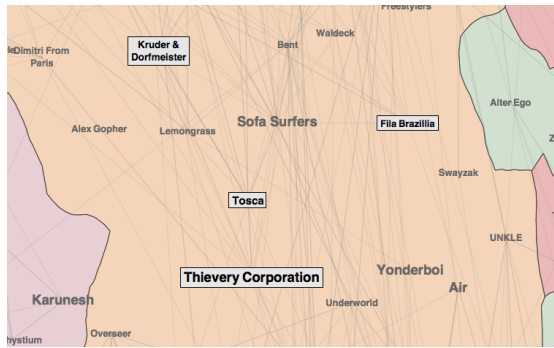 Freestylers
Waldeck
Kruder &
Dorfmeister
Bent
Dimitri From
Paris
Alter Ego
Sofa Surfers
Fila Brazillia
Alex Gopher
Lemongrass
Swayzak
Tosca
UNKLE
Thievery Corporation
Yonderboi
Air
Karunesh
Underworld
Overseer
hystium